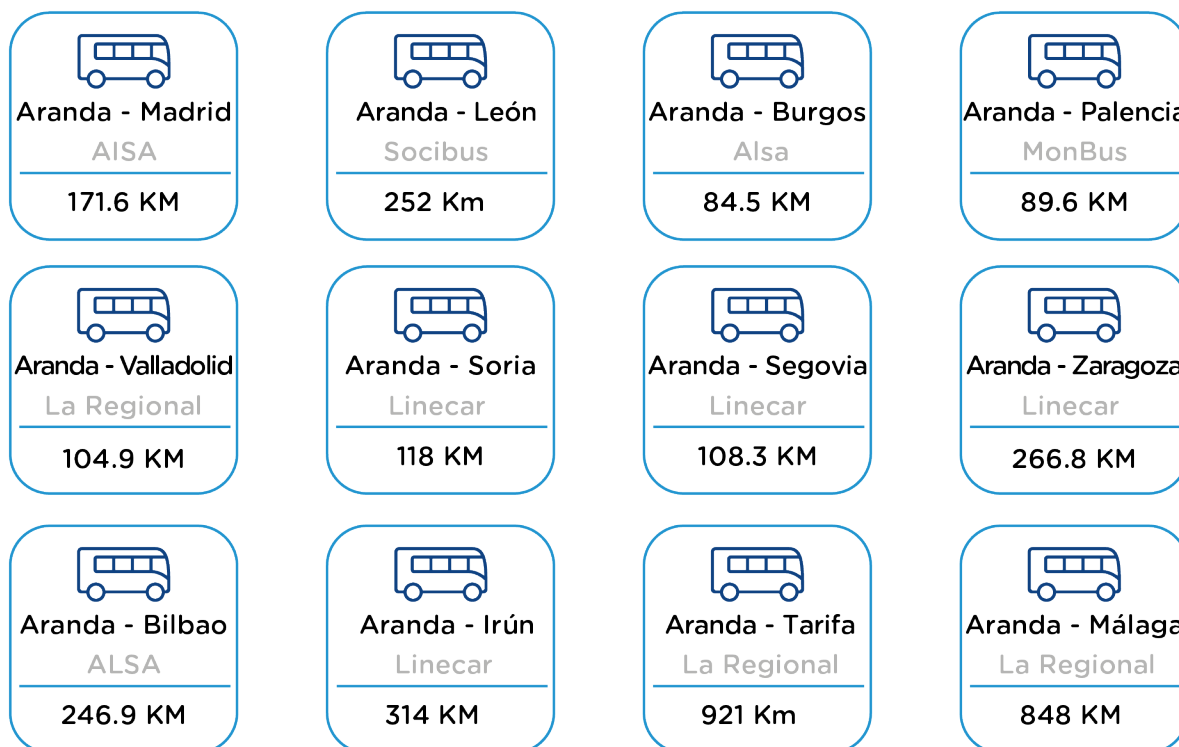 Aranda - Madrid
AISA
171.6 KM
Aranda - León
Socibus
252 Km
Aranda - Burgos
Alsa
84.5 KM
Aranda - Palencia
MonBus
89.6 KM
Aranda - Valladolid
La Regional
104.9 KM
Aranda - Soria
Linecar
118 KM
Aranda - Segovia
Linecar
108.3 KM
Aranda - Zaragoza
Linecar
266.8 KM
Aranda - Bilbao
ALSA
246.9 KM
Aranda - Irún
Linecar
314 KM
Aranda - Tarifa
La Regional
921 Km
Aranda - Málaga
La Regional
848 KM